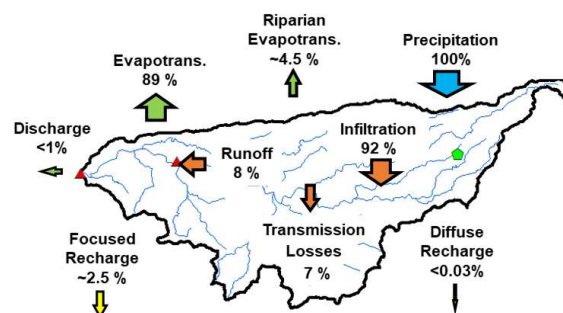 Riparian
Evapotrans.
~4.5 %
Precipitation
100%
Evapotrans.
89 %
Discharge
<1%
Runoff
8 %
Infiltration
92 %
Transmission
Losses
7 %
Focused
Recharge
~2.5 %
Diffuse
Recharge
<0.03%